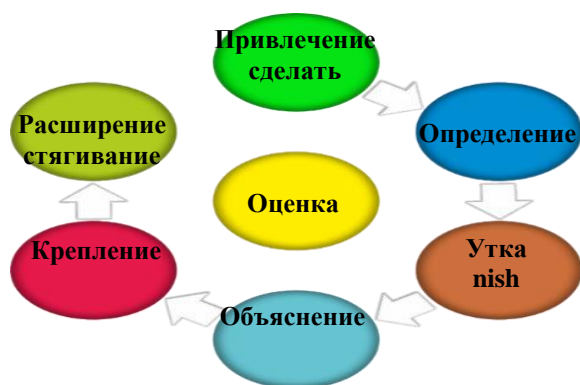 Привлечение
сделать
Определение
Утка
nish
Объяснение
Крепление
Расширение
стягивание
Оценка